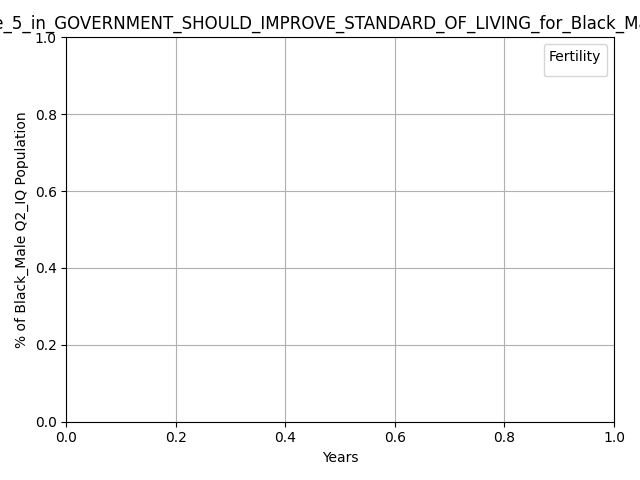 e_5_in_GOVERNMENT_SHOULD_IMPROVE_STANDARD_OF_LIVING_for_Black_Ma
Fertility
% of Black_Male Q2_IQ Population
1.0
0.8
0.6
0.4
0.2
0.0
0.0 0.2 0.4 0.6 0.8 1.0
Years